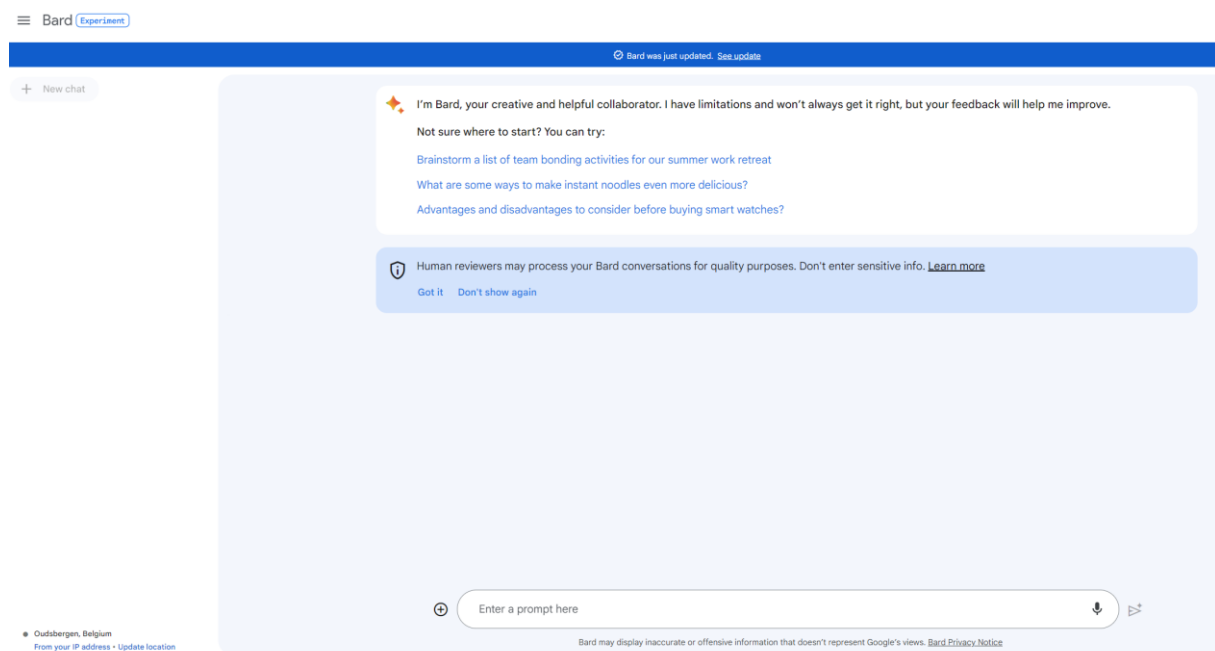 Bard Experiment
Bard was just updated. See update
+ New chat
I'm Bard, your creative and helpful collaborator. I have limitations and won't always get it right, but your feedback will help me improve.
Not sure where to start? You can try:
Brainstorm a list of team bonding activities for our summer work retreat
What are some ways to make instant noodles even more delicious?
Advantages and disadvantages to consider before buying smart watches?
Human reviewers may process your Bard conversations for quality purposes. Don't enter sensitive info. Learn more
Got it Don't show again
Enter a prompt here
Bard may display inaccurate or offensive information that doesn't represent Google's views. Bard Privacy Notice
Oudsbergen, Belgium
From your IP address • Update location